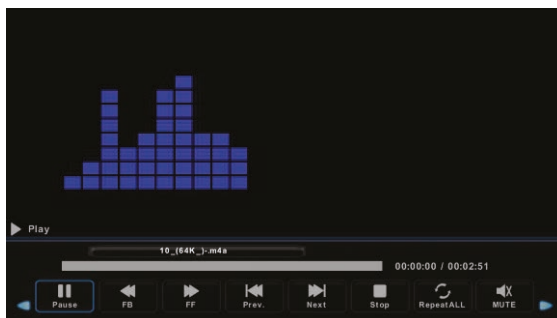 Play
10_(64K_)-.m4a
00:00:00 / 00:02:51
Pause FB FF Prev. Next Stop RepeatALL MUTE